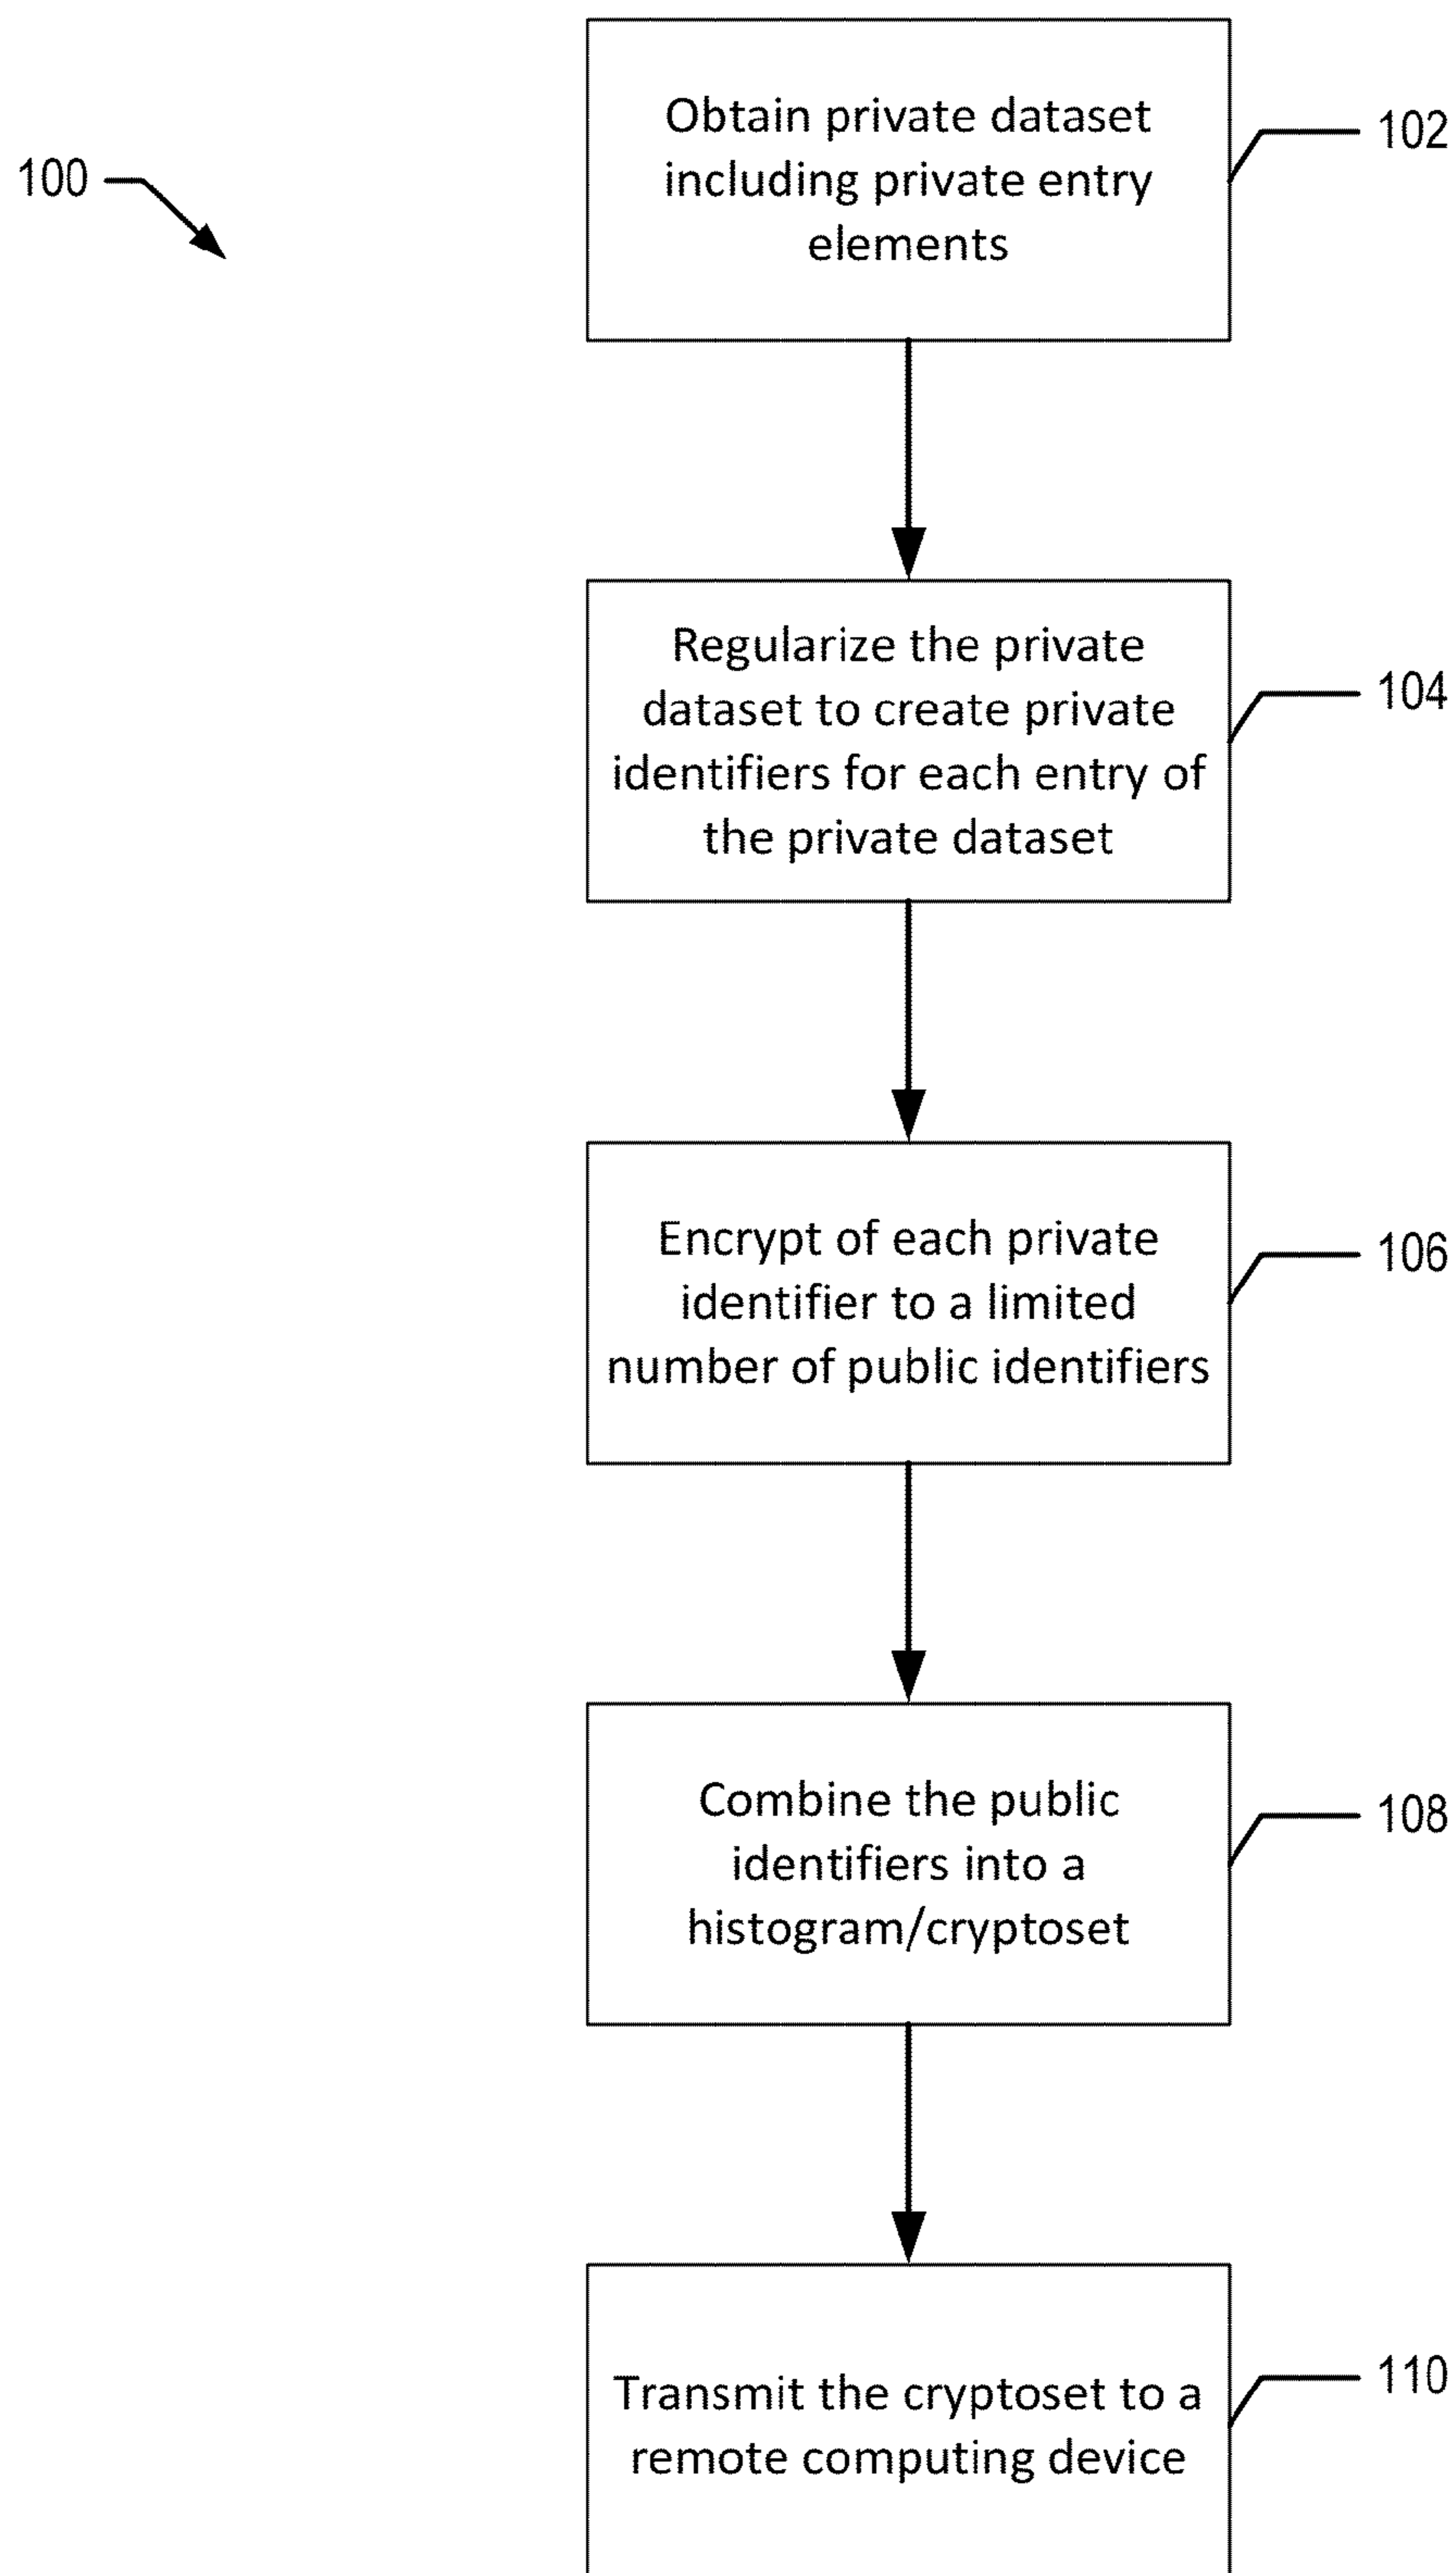 100
Obtain private dataset
including private entry
elements
102
Regularize the private
dataset to create private
identifiers for each entry of
the private dataset
104
Encrypt of each private
identifier to a limited
number of public identifiers
106
Combine the public
identifiers into a
histogram/cryptoset
108
Transmit the cryptoset to a
remote computing device
110